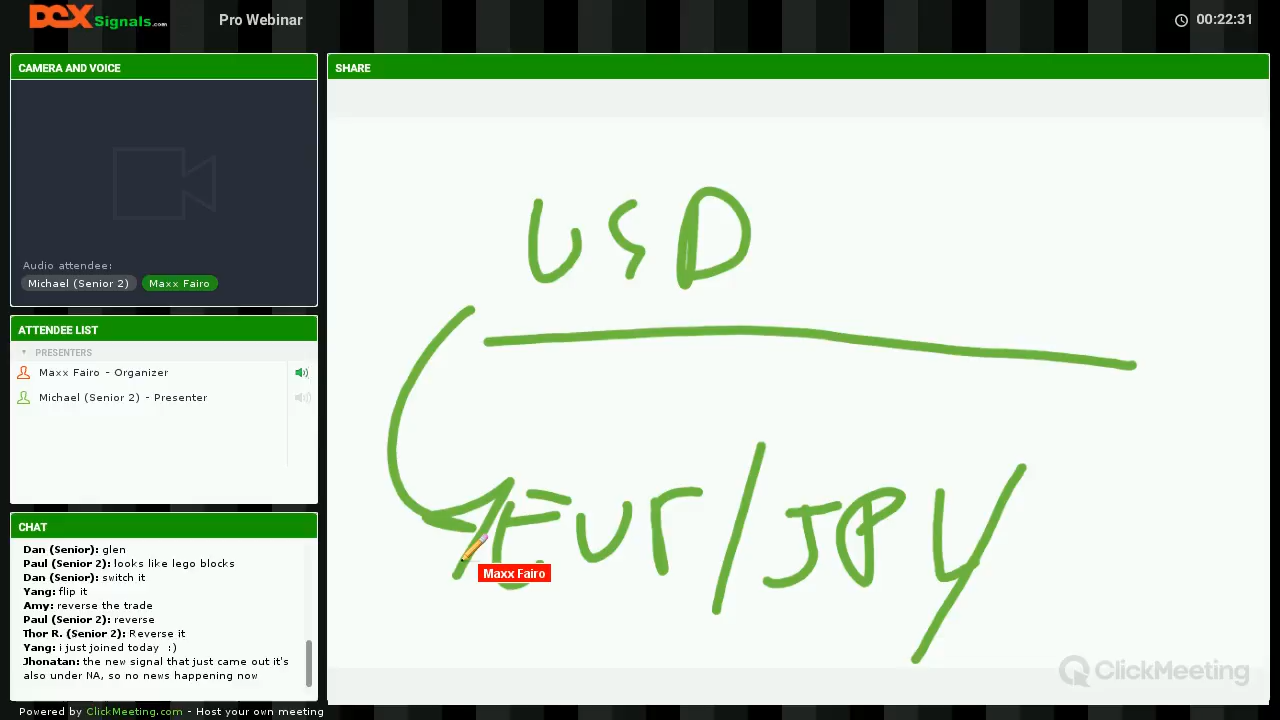 DCX Signals.com
Pro Webinar
00:22:31
CAMERA AND VOICE
Audio attendee:
Michael (Senior 2)
Maxx Fairo
ATTENDEE LIST
PRESENTERS
Maxx Fairo - Organizer
Michael (Senior 2) - Presenter
CHAT
Dan (Senior): glen
Paul (Senior 2): looks like lego blocks
Dan (Senior): switch it
Yang: flip it
Amy: reverse the trade
Paul (Senior 2): reverse
Thor R. (Senior 2): Reverse it
Yang: i just joined today :)
Jhonatan: the new signal that just came out it's
also under NA, so no news happening now
Powered by ClickMeeting.com - Host your own meeting
SHARE
USD
EUr/JPY
Maxx Fairo
ClickMeeting